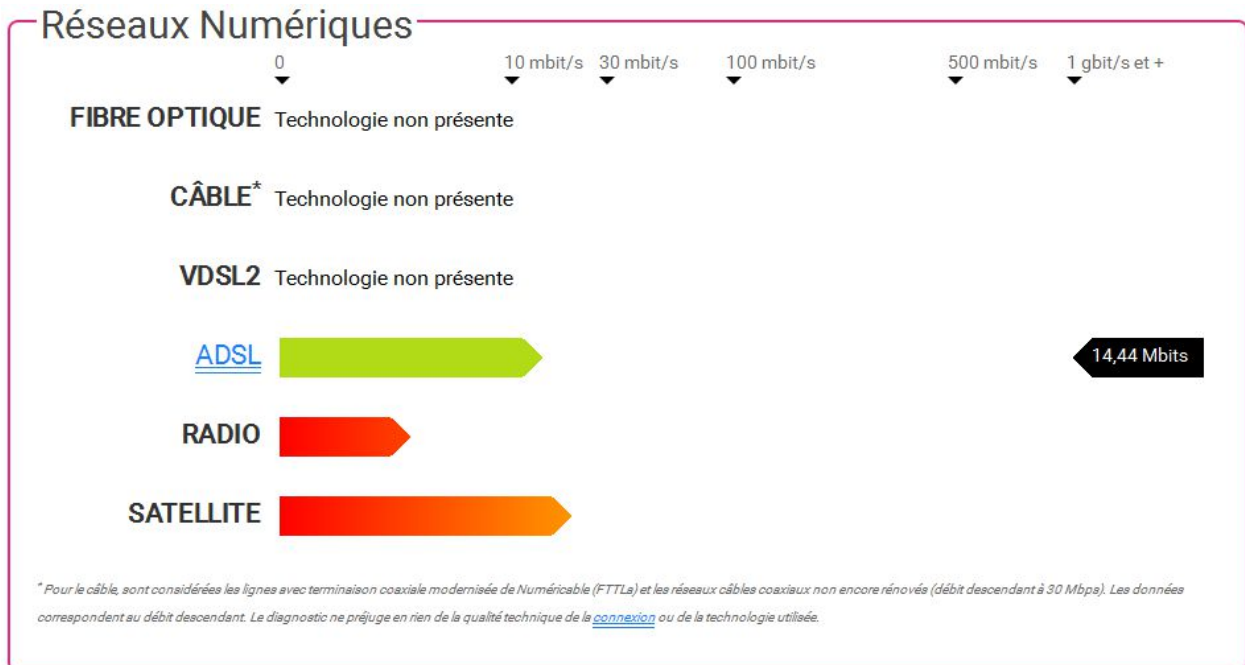 Réseaux Numériques
0 10 mbit/s 30 mbit/s 100 mbit/s 500 mbit/s 1 gbit/s et +
FIBRE OPTIQUE Technologie non présente
CÂBLE* Technologie non présente
VDSL2 Technologie non présente
ADSL 14,44 Mbits
RADIO
SATELLITE
* Pour le câble, sont considérées les lignes avec terminaison coaxiale modernisée de Numéricable (FTTLa) et les réseaux câbles coaxiaux non encore rénovés (débit descendant à 30 Mbps). Les données
correspondent au débit descendant. Le diagnostic ne préjuge en rien de la qualité technique de la connexion ou de la technologie utilisée.